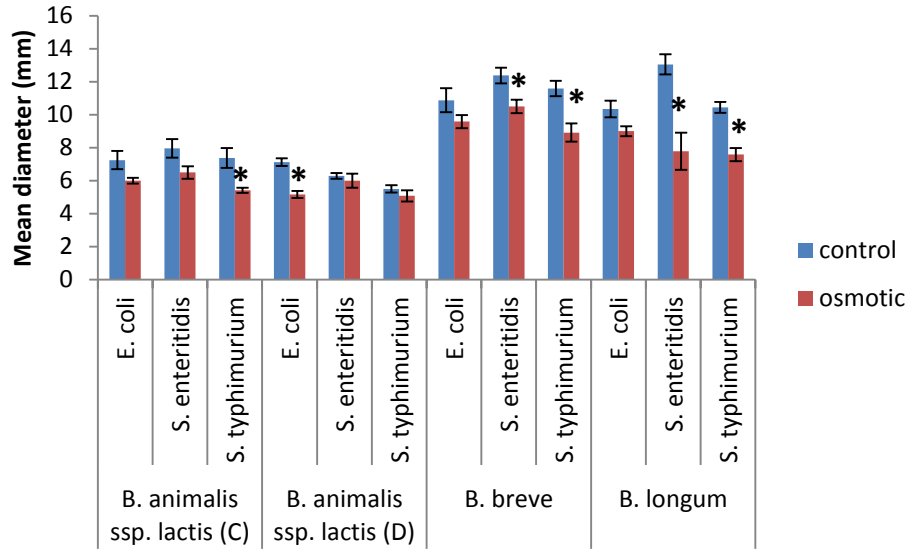 Mean diameter (mm)
16
14
12
10
8
6
4
2
0
*
*
*
*
*
*
control
osmotic
E. coli
S. enteritidis
S. typhimurium
E. coli
S. enteritidis
S. typhimurium
E. coli
S. enteritidis
S. typhimurium
E. coli
S. enteritidis
S. typhimurium
B. animalis
ssp. lactis (C)
B. animalis
ssp. lactis (D)
B. breve
B. longum